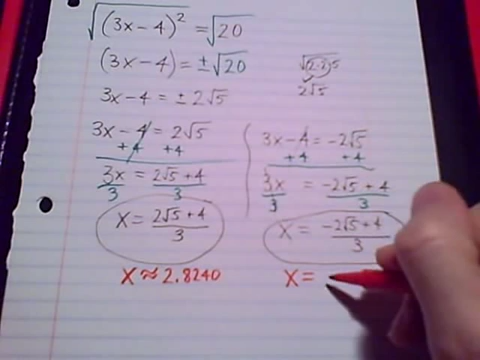 √(3x-4)² = √20
(3x-4) = ±√20
√(2·2)5
2√5
3x-4 = ±2√5
3x-4 = 2√5
+4 +4
3x = 2√5+4
3 3
x = 2√5+4
3
3x-4 = -2√5
+4 +4
3x = -2√5+4
3 3
x = -2√5+4
3
x ≈ 2.8240
x =